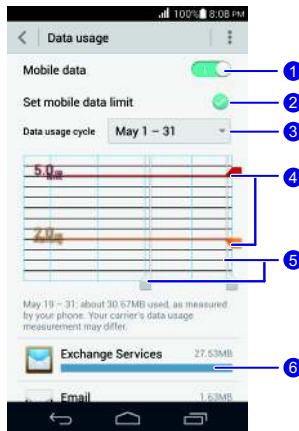 100% 8:08 PM
Data usage
Mobile data
1
Set mobile data limit
2
Data usage cycle May 1 – 31
3
5.0
4
2.0
5
May 19 – 31: about 30.67MB used, as measured
by your phone. Your carrier's data usage
measurement may differ.
Exchange Services 27.53MB
6
Email 1.63MB